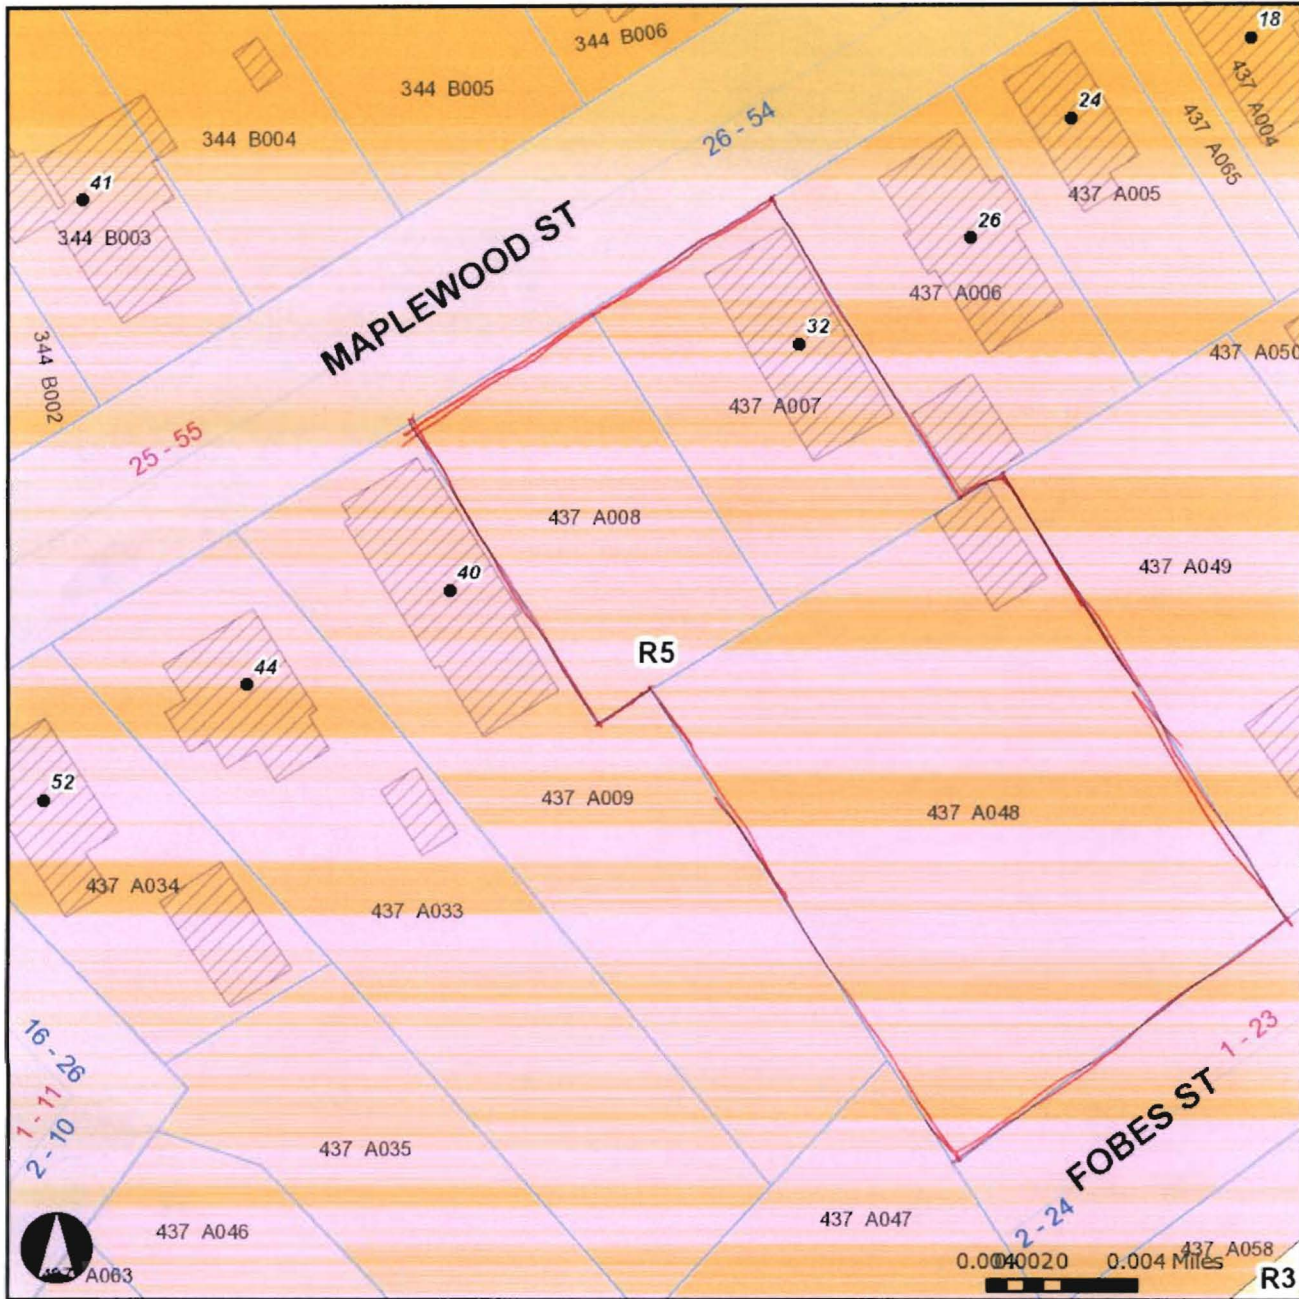 18
344 B006
437 A004
344 B005
24
26 - 54
344 B004
437 A065
41
437 A005
344 B003
26
MAPLEWOOD ST
437 A006
32
344 B002
437 A050
437 A007
25 - 55
437 A008
437 A049
40
R5
44
52
437 A009
437 A048
437 A034
437 A033
16 - 26
1 - 11
2 - 10
1 - 23
FOBES ST
437 A035
437 A047
2 - 24
437 A046
437 A058
0.004 Miles
A063
R3